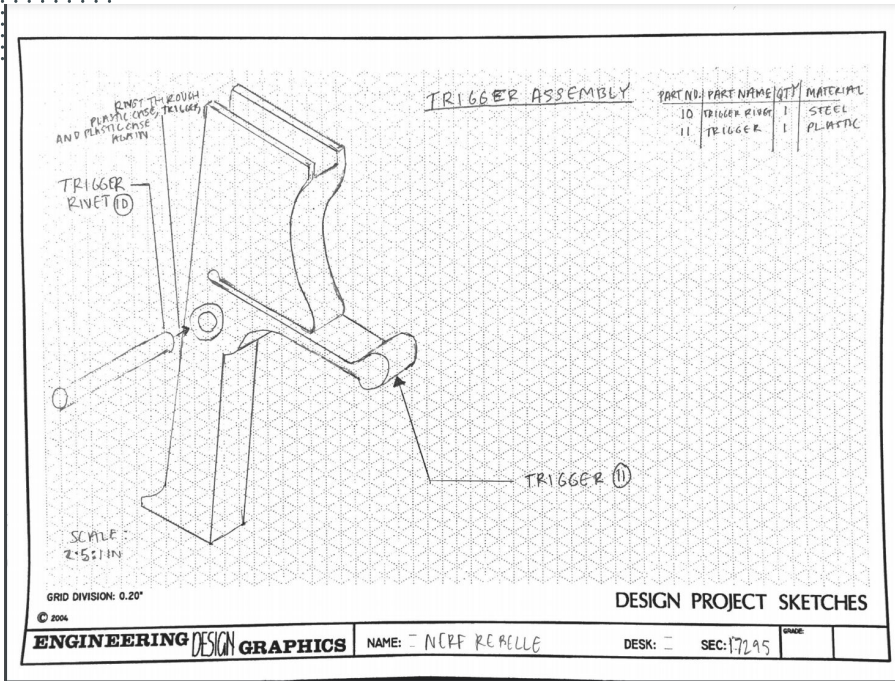 TRIGGER ASSEMBLY
PART NO. PART NAME QTY MATERIAL
10 TRIGGER RIVET 1 STEEL
11 TRIGGER 1 PLASTIC
RIVET THROUGH
PLASTIC CASE, TRIGGER,
AND PLASTIC CASE
AGAIN
TRIGGER
RIVET 10
TRIGGER 11
SCALE:
2.5:1 IN
GRID DIVISION: 0.20"
© 2004
DESIGN PROJECT SKETCHES
ENGINEERING DESIGN GRAPHICS
NAME: NERF REBELLE
DESK:
SEC: 17295
GRADE: